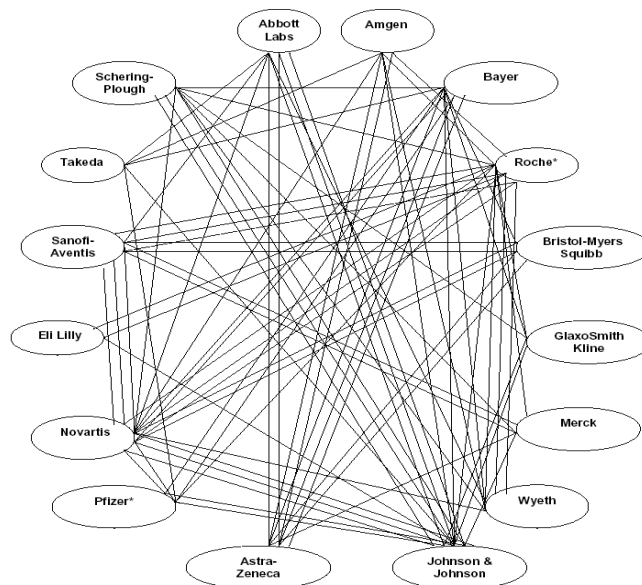 Abbott
Labs
Amgen
Schering-
Plough
Bayer
Takeda
Roche*
Sanofi-
Aventis
Bristol-Myers
Squibb
Eli Lilly
GlaxoSmith
Kline
Novartis
Merck
Pfizer*
Wyeth
Astra-
Zeneca
Johnson &
Johnson